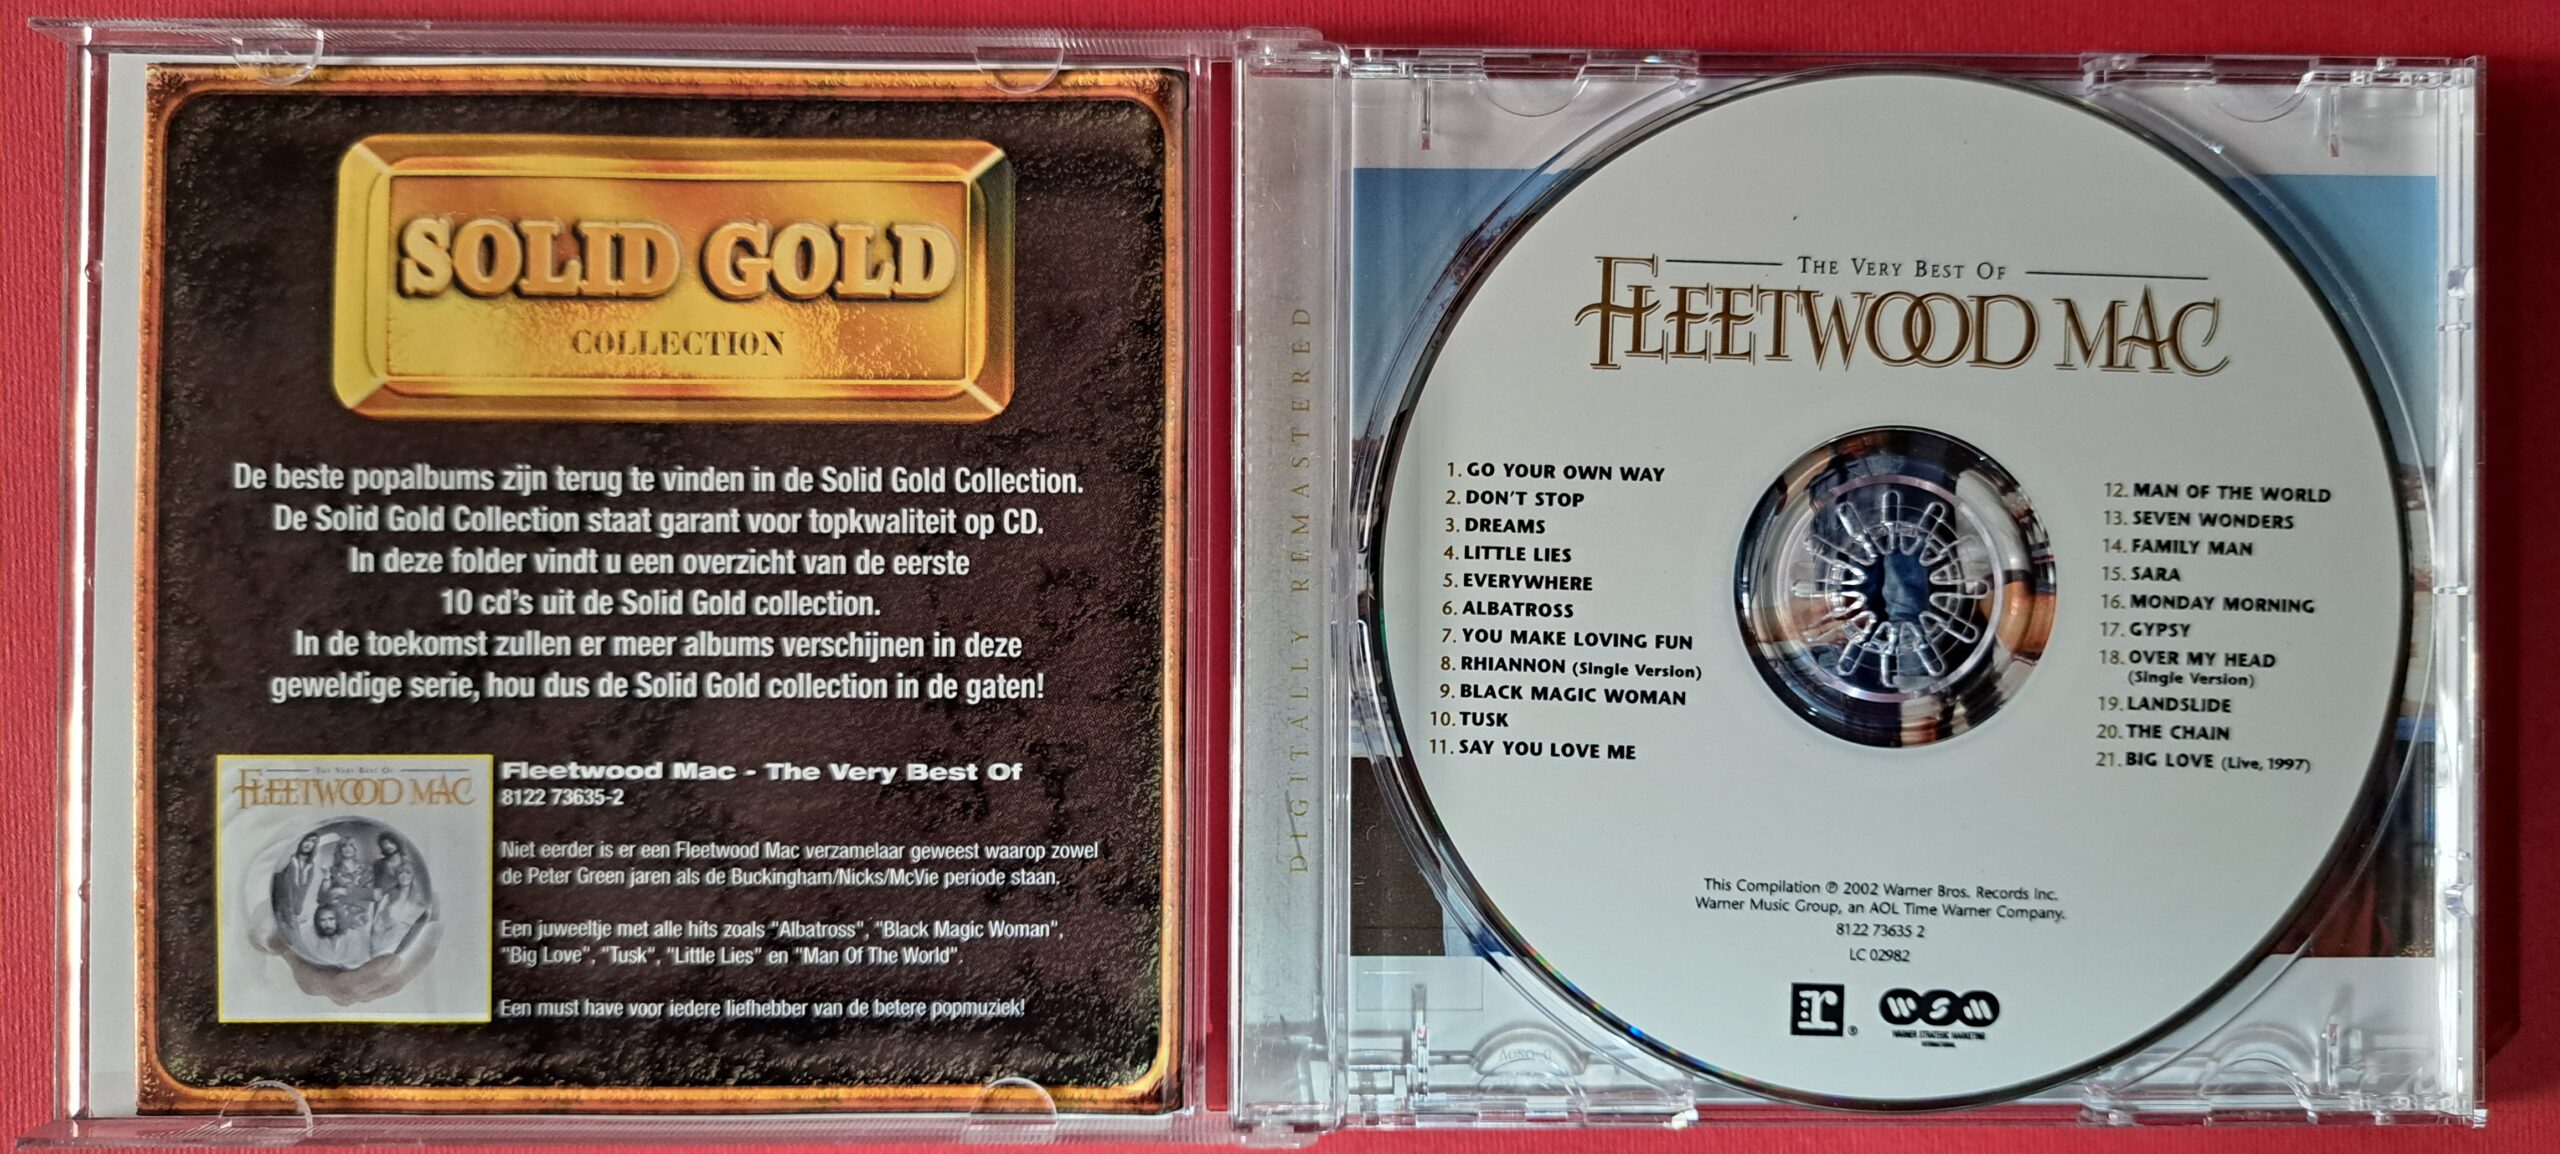 SOLID GOLD
COLLECTION
De beste popalbums zijn terug te vinden in de Solid Gold Collection.
De Solid Gold Collection staat garant voor topkwaliteit op CD.
In deze folder vindt u een overzicht van de eerste
10 cd's uit de Solid Gold collection.
In de toekomst zullen er meer albums verschijnen in deze
geweldige serie, hou dus de Solid Gold collection in de gaten!
THE VERY BEST OF
FLEETWOOD MAC
Fleetwood Mac - The Very Best Of
8122 73635-2
Niet eerder is er een Fleetwood Mac verzamelaar geweest waarop zowel
de Peter Green jaren als de Buckingham/Nicks/McVie periode staan.
Een juweeltje met alle hits zoals "Albatross", "Black Magic Woman",
"Big Love", "Tusk", "Little Lies" en "Man Of The World".
Een must have voor iedere liefhebber van de betere popmuziek!
DIGITALLY REMASTERED
THE VERY BEST OF
FLEETWOOD MAC
1. GO YOUR OWN WAY
2. DON'T STOP
3. DREAMS
4. LITTLE LIES
5. EVERYWHERE
6. ALBATROSS
7. YOU MAKE LOVING FUN
8. RHIANNON (Single Version)
9. BLACK MAGIC WOMAN
10. TUSK
11. SAY YOU LOVE ME
12. MAN OF THE WORLD
13. SEVEN WONDERS
14. FAMILY MAN
15. SARA
16. MONDAY MORNING
17. GYPSY
18. OVER MY HEAD
(Single Version)
19. LANDSLIDE
20. THE CHAIN
21. BIG LOVE (Live, 1997)
This Compilation ℗ 2002 Warner Bros. Records Inc.
Warner Music Group, an AOL Time Warner Company.
8122 73635 2
LC 02982
r ®
wsm
WARNER STRATEGIC MARKETING
INTERNATIONAL